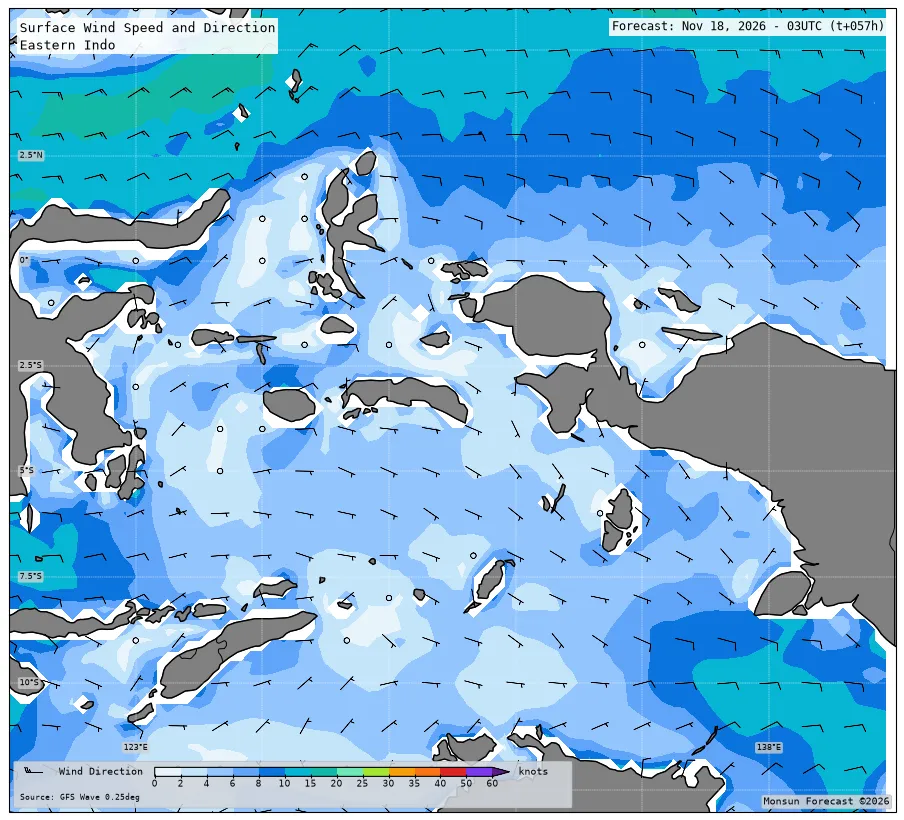 Surface Wind Speed and Direction
Eastern Indo
Forecast: Nov 18, 2026 - 03UTC (t+057h)
2.5°N
0°
2.5°S
5°S
7.5°S
10°S
123°E
138°E
Wind Direction
knots
0 2 4 6 8 10 15 20 25 30 35 40 50 60
Source: GFS Wave 0.25deg
Monsun Forecast ©2026